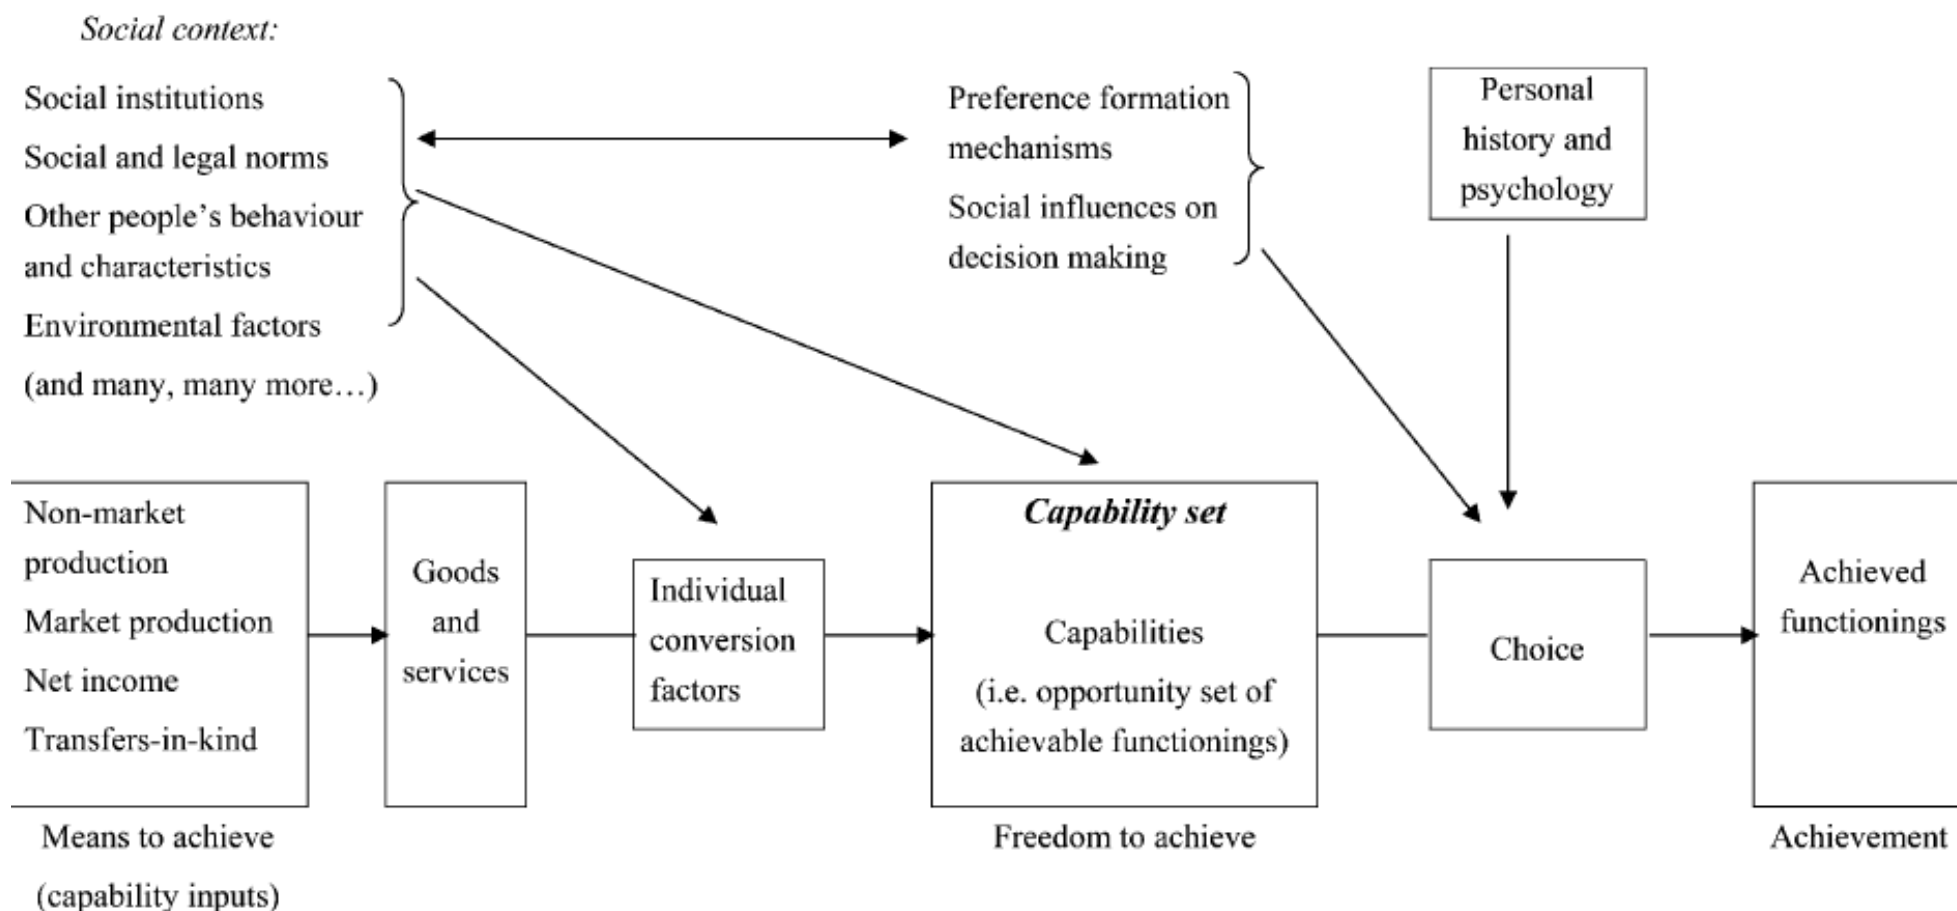 Social context:
Social institutions
Social and legal norms
Other people's behaviour
and characteristics
Environmental factors
(and many, many more…)
Preference formation
mechanisms
Social influences on
decision making
Personal
history and
psychology
Non-market
production
Market production
Net income
Transfers-in-kind
Goods
and
services
Individual
conversion
factors
Capability set
Capabilities
(i.e. opportunity set of
achievable functionings)
Choice
Achieved
functionings
Means to achieve
(capability inputs)
Freedom to achieve
Achievement